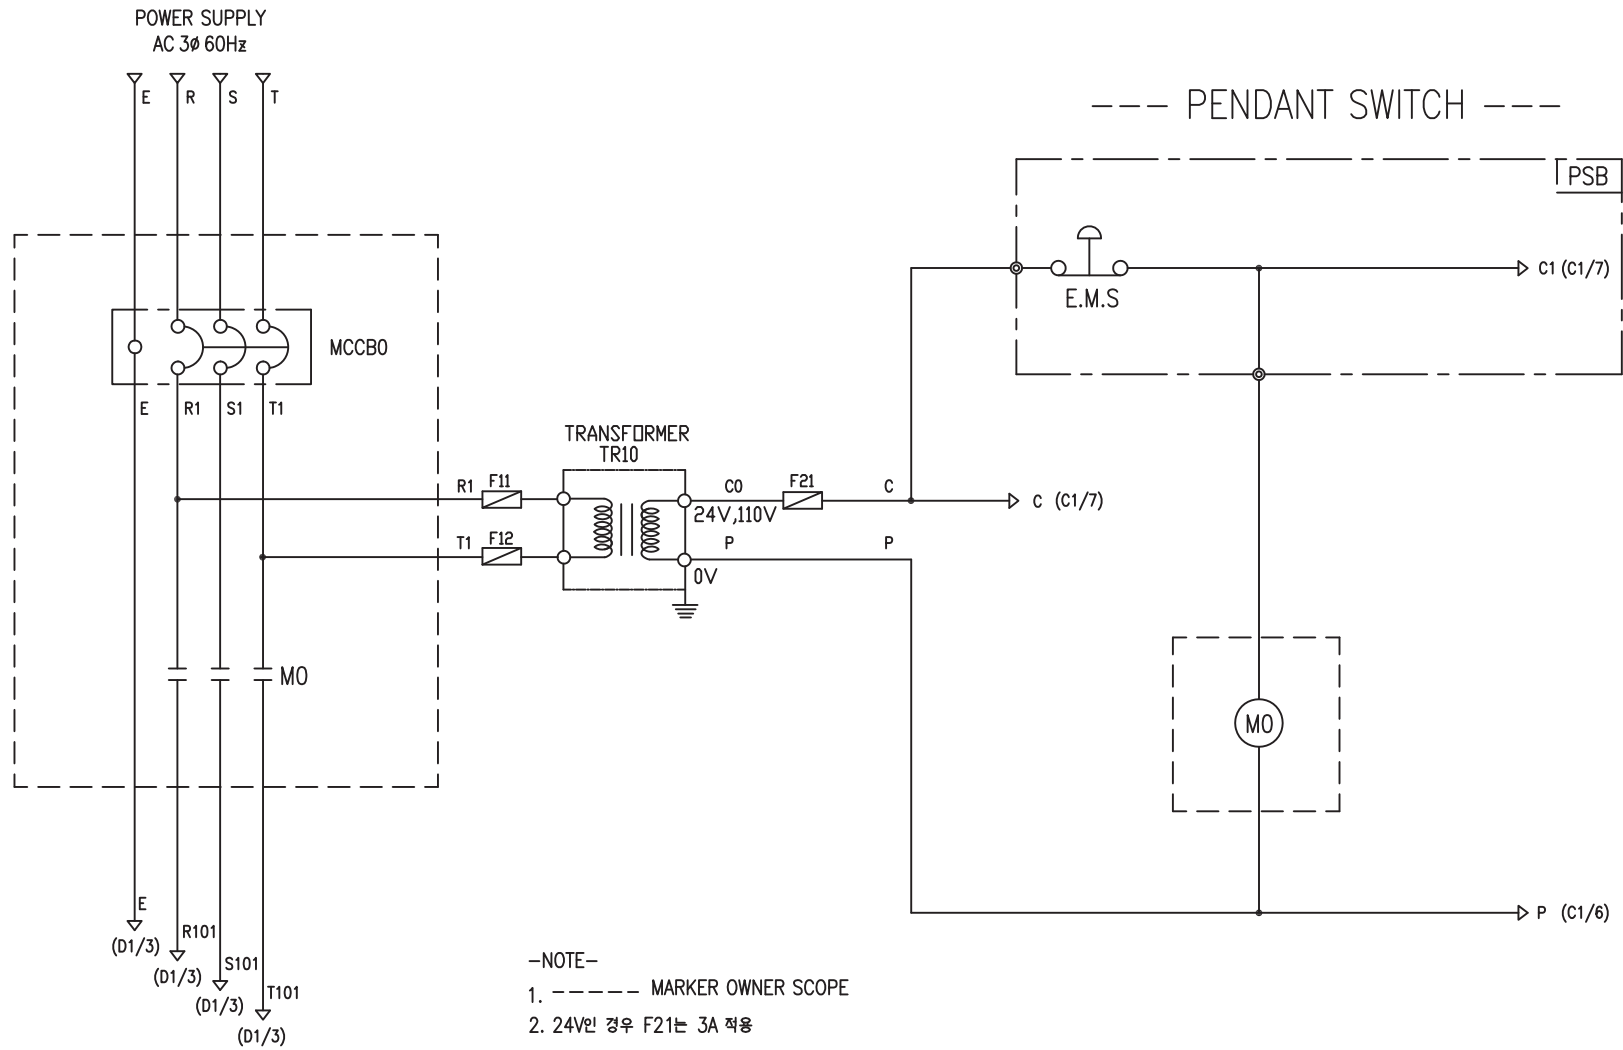 POWER SUPPLY
AC 3ø 60Hz
E R S T
--- PENDANT SWITCH ---
PSB
C1 (C1/7)
E.M.S
MCCB0
E R1 S1 T1
TRANSFORMER
TR10
R1 F11
C0 F21 C
C (C1/7)
24V,110V
T1 F12
P P
0V
M0
M0
E
(D1/3)
R101
(D1/3)
S101
(D1/3)
T101
(D1/3)
P (C1/6)
-NOTE-
1. ------ MARKER OWNER SCOPE
2. 24V인 경우 F21는 3A 적용